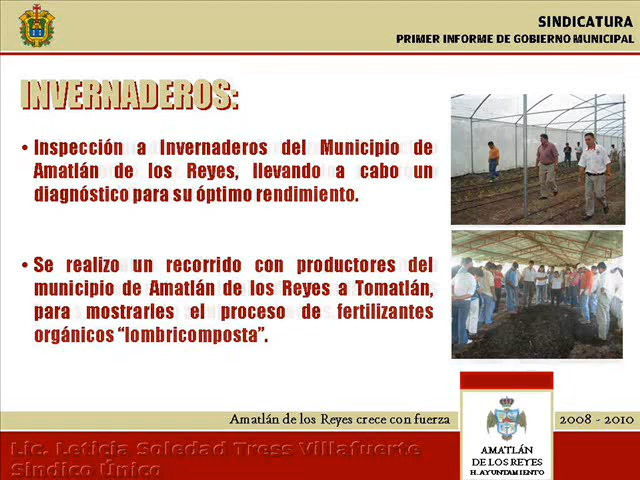 SINDICATURA
PRIMER INFORME DE GOBIERNO MUNICIPAL
INVERNADEROS:
• Inspección a Invernaderos del Municipio de
Amatlán de los Reyes, llevando a cabo un
diagnóstico para su óptimo rendimiento.
• Se realizo un recorrido con productores del
municipio de Amatlán de los Reyes a Tomatlán,
para mostrarles el proceso de fertilizantes
orgánicos “lombricomposta”.
Amatlán de los Reyes crece con fuerza
2008 - 2010
AMATLÁN
DE LOS REYES
H. AYUNTAMIENTO
Lic. Leticia Soledad Tress Villafuerte
Sindico Único